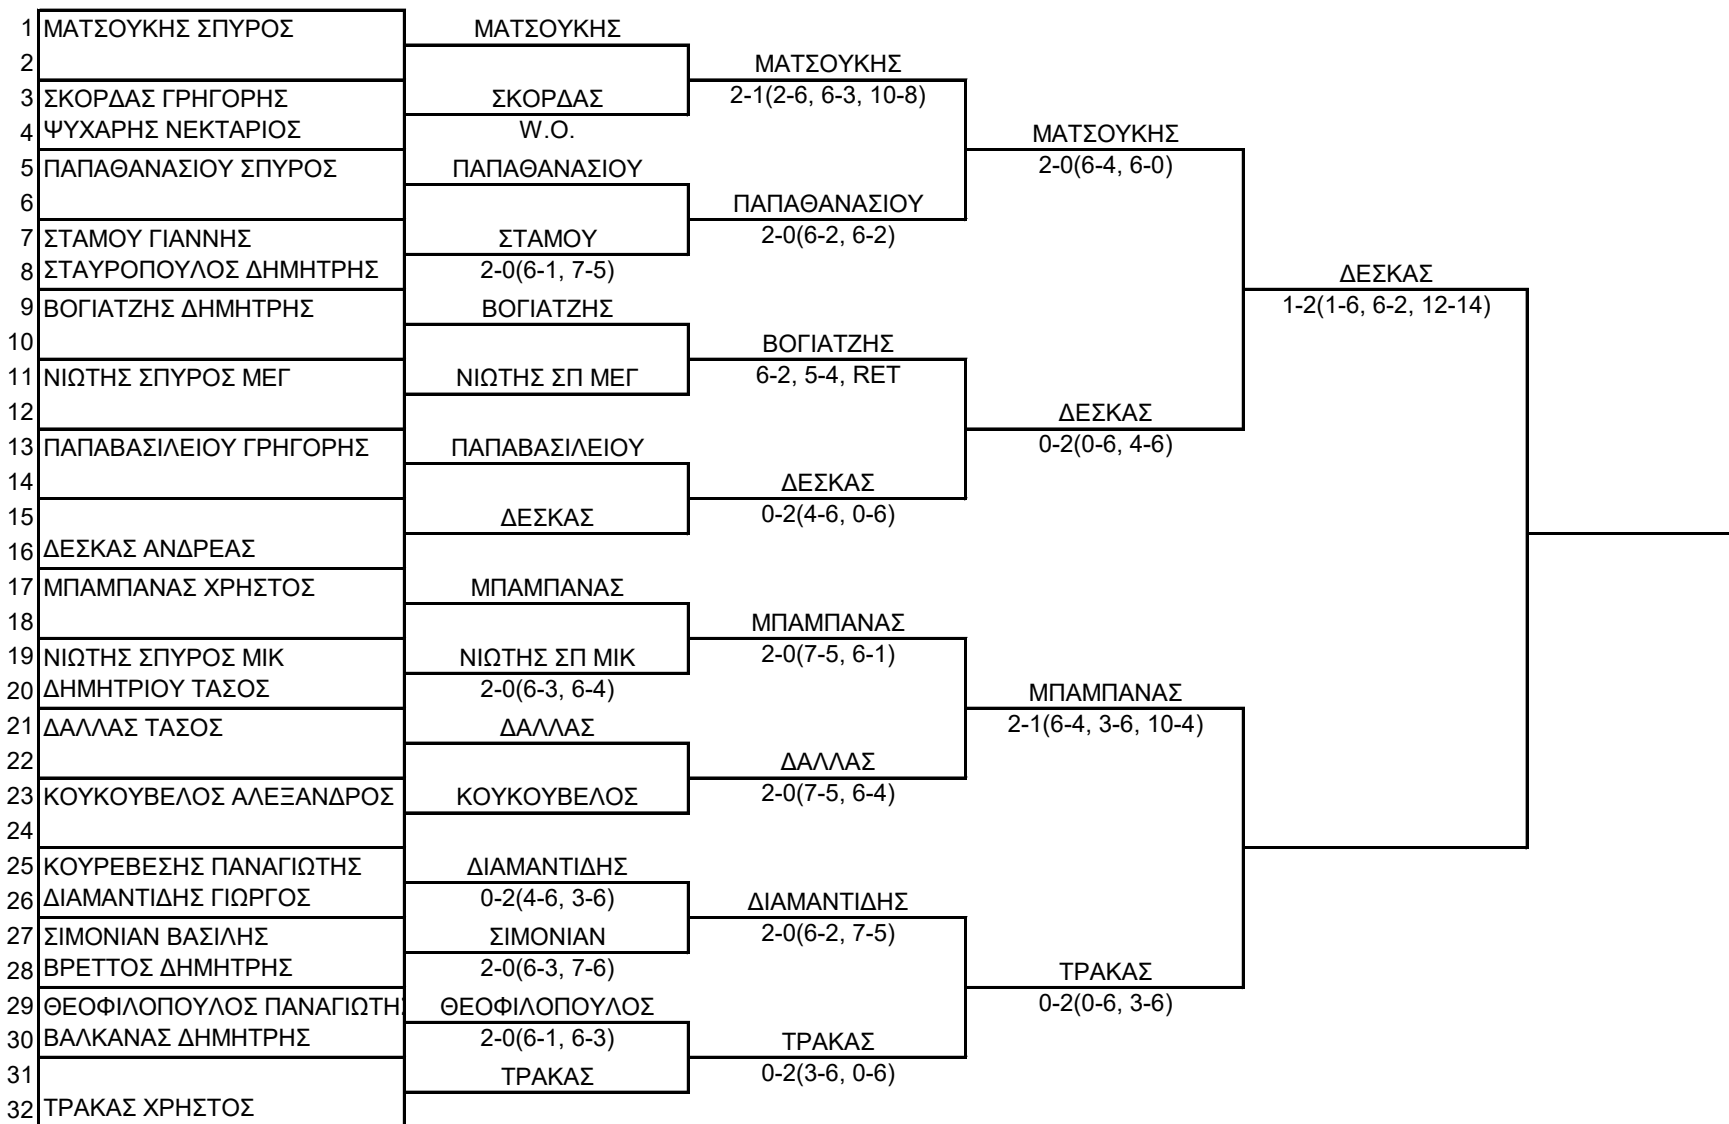 1 ΜΑΤΣΟΥΚΗΣ ΣΠΥΡΟΣ ΜΑΤΣΟΥΚΗΣ
2 ΜΑΤΣΟΥΚΗΣ
3 ΣΚΟΡΔΑΣ ΓΡΗΓΟΡΗΣ ΣΚΟΡΔΑΣ 2-1(2-6, 6-3, 10-8)
4 ΨΥΧΑΡΗΣ ΝΕΚΤΑΡΙΟΣ W.O. ΜΑΤΣΟΥΚΗΣ
5 ΠΑΠΑΘΑΝΑΣΙΟΥ ΣΠΥΡΟΣ ΠΑΠΑΘΑΝΑΣΙΟΥ 2-0(6-4, 6-0)
6 ΠΑΠΑΘΑΝΑΣΙΟΥ
7 ΣΤΑΜΟΥ ΓΙΑΝΝΗΣ ΣΤΑΜΟΥ 2-0(6-2, 6-2)
8 ΣΤΑΥΡΟΠΟΥΛΟΣ ΔΗΜΗΤΡΗΣ 2-0(6-1, 7-5) ΔΕΣΚΑΣ
9 ΒΟΓΙΑΤΖΗΣ ΔΗΜΗΤΡΗΣ ΒΟΓΙΑΤΖΗΣ 1-2(1-6, 6-2, 12-14)
10 ΒΟΓΙΑΤΖΗΣ
11 ΝΙΩΤΗΣ ΣΠΥΡΟΣ ΜΕΓ ΝΙΩΤΗΣ ΣΠ ΜΕΓ 6-2, 5-4, RET
12 ΔΕΣΚΑΣ
13 ΠΑΠΑΒΑΣΙΛΕΙΟΥ ΓΡΗΓΟΡΗΣ ΠΑΠΑΒΑΣΙΛΕΙΟΥ 0-2(0-6, 4-6)
14 ΔΕΣΚΑΣ
15 ΔΕΣΚΑΣ 0-2(4-6, 0-6)
16 ΔΕΣΚΑΣ ΑΝΔΡΕΑΣ
17 ΜΠΑΜΠΑΝΑΣ ΧΡΗΣΤΟΣ ΜΠΑΜΠΑΝΑΣ
18 ΜΠΑΜΠΑΝΑΣ
19 ΝΙΩΤΗΣ ΣΠΥΡΟΣ ΜΙΚ ΝΙΩΤΗΣ ΣΠ ΜΙΚ 2-0(7-5, 6-1)
20 ΔΗΜΗΤΡΙΟΥ ΤΑΣΟΣ 2-0(6-3, 6-4) ΜΠΑΜΠΑΝΑΣ
21 ΔΑΛΛΑΣ ΤΑΣΟΣ ΔΑΛΛΑΣ 2-1(6-4, 3-6, 10-4)
22 ΔΑΛΛΑΣ
23 ΚΟΥΚΟΥΒΕΛΟΣ ΑΛΕΞΑΝΔΡΟΣ ΚΟΥΚΟΥΒΕΛΟΣ 2-0(7-5, 6-4)
24
25 ΚΟΥΡΕΒΕΣΗΣ ΠΑΝΑΓΙΩΤΗΣ ΔΙΑΜΑΝΤΙΔΗΣ
26 ΔΙΑΜΑΝΤΙΔΗΣ ΓΙΩΡΓΟΣ 0-2(4-6, 3-6) ΔΙΑΜΑΝΤΙΔΗΣ
27 ΣΙΜΟΝΙΑΝ ΒΑΣΙΛΗΣ ΣΙΜΟΝΙΑΝ 2-0(6-2, 7-5)
28 ΒΡΕΤΤΟΣ ΔΗΜΗΤΡΗΣ 2-0(6-3, 7-6) ΤΡΑΚΑΣ
29 ΘΕΟΦΙΛΟΠΟΥΛΟΣ ΠΑΝΑΓΙΩΤΗΣ ΘΕΟΦΙΛΟΠΟΥΛΟΣ 0-2(0-6, 3-6)
30 ΒΑΛΚΑΝΑΣ ΔΗΜΗΤΡΗΣ 2-0(6-1, 6-3) ΤΡΑΚΑΣ
31 ΤΡΑΚΑΣ 0-2(3-6, 0-6)
32 ΤΡΑΚΑΣ ΧΡΗΣΤΟΣ